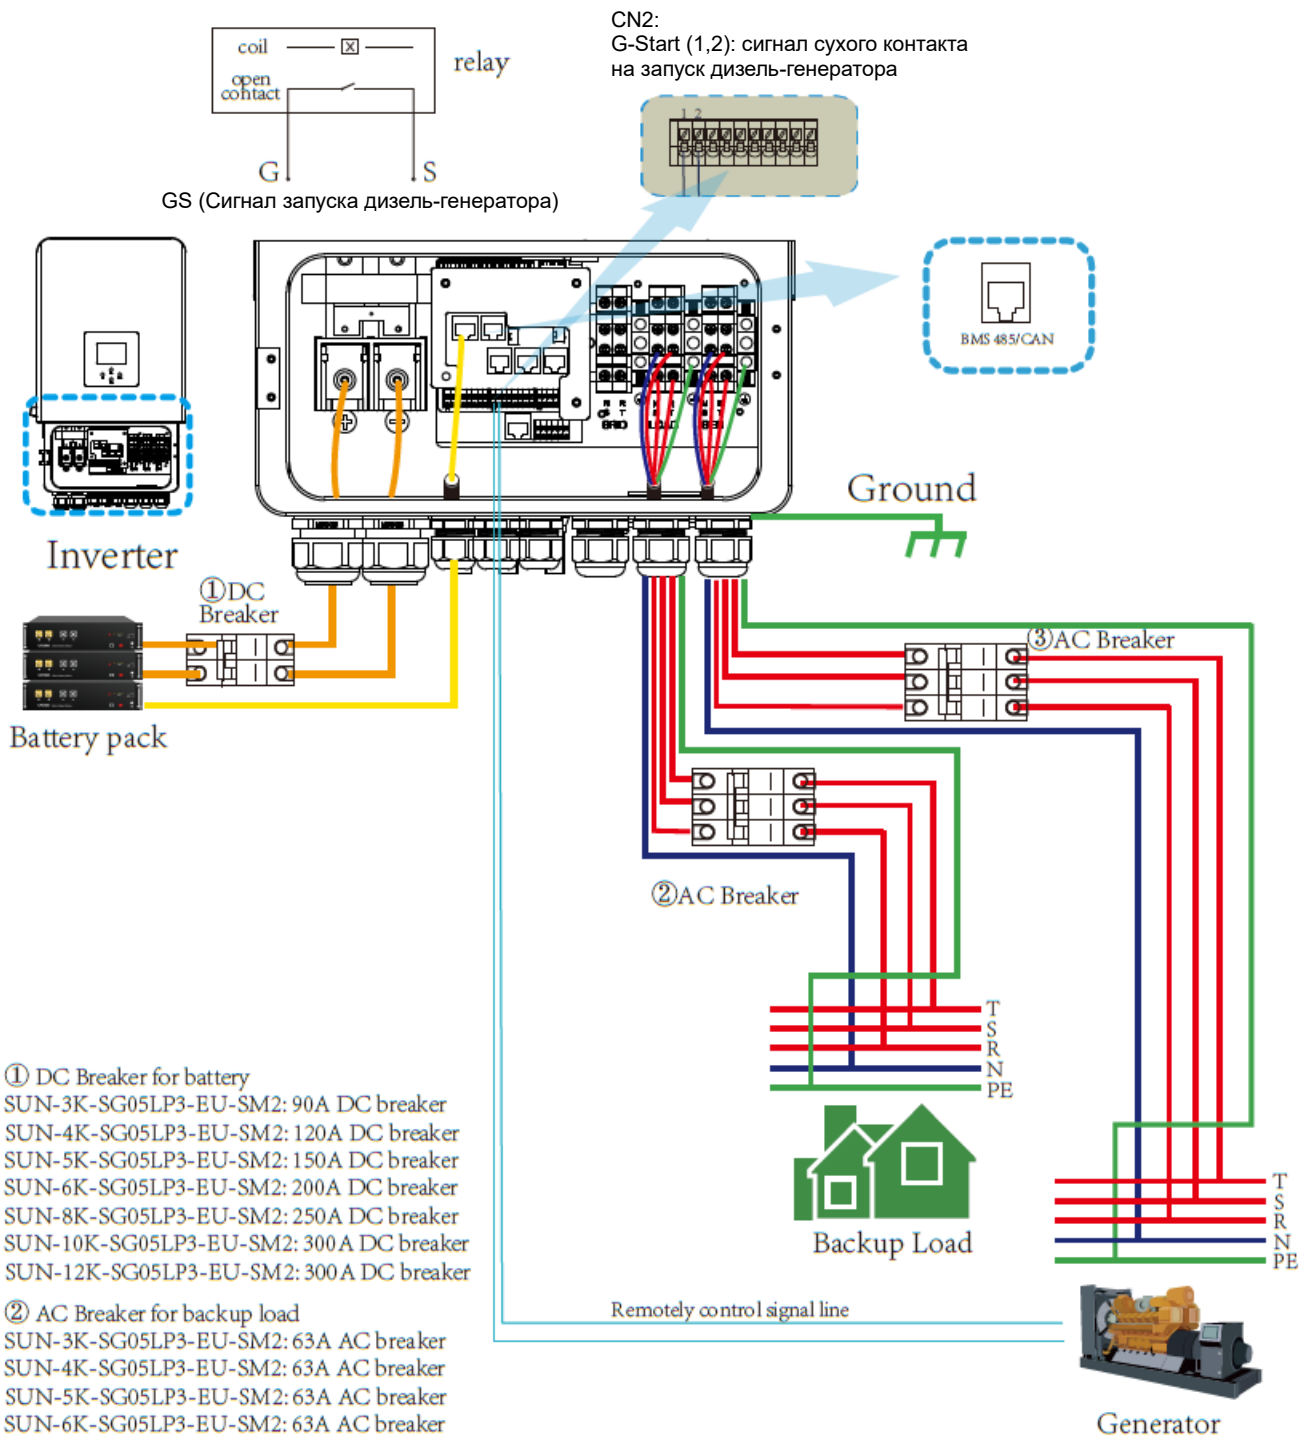 CN2:
G-Start (1,2): сигнал сухого контакта
на запуск дизель-генератора
coil
relay
open
contact
1 2
G S
GS (Сигнал запуска дизель-генератора)
BMS 485/CAN
GRID LOAD GEN
Ground
Inverter
①DC
Breaker
③AC Breaker
Battery pack
②AC Breaker
T
S
R
N
PE
① DC Breaker for battery
SUN-3K-SG05LP3-EU-SM2: 90A DC breaker
SUN-4K-SG05LP3-EU-SM2: 120A DC breaker
SUN-5K-SG05LP3-EU-SM2: 150A DC breaker
SUN-6K-SG05LP3-EU-SM2: 200A DC breaker
SUN-8K-SG05LP3-EU-SM2: 250A DC breaker
SUN-10K-SG05LP3-EU-SM2: 300A DC breaker
SUN-12K-SG05LP3-EU-SM2: 300A DC breaker
Backup Load
T
S
R
N
PE
② AC Breaker for backup load
SUN-3K-SG05LP3-EU-SM2: 63A AC breaker
SUN-4K-SG05LP3-EU-SM2: 63A AC breaker
SUN-5K-SG05LP3-EU-SM2: 63A AC breaker
SUN-6K-SG05LP3-EU-SM2: 63A AC breaker
Remotely control signal line
Generator